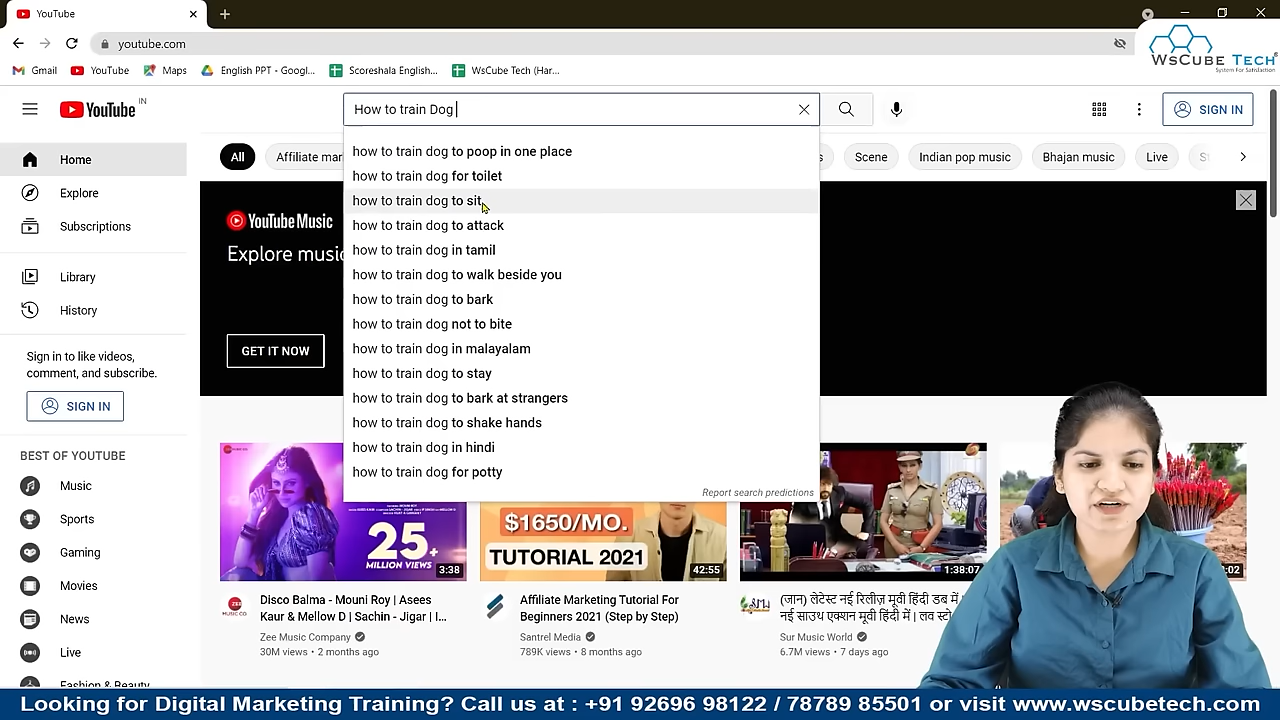 YouTube
youtube.com
Gmail
YouTube
Maps
English PPT - Googl...
Scoreshala English...
WsCube Tech (Far...
WSCUBE TECH
System For Satisfaction
YouTube IN
How to train Dog
SIGN IN
Home
Explore
Subscriptions
Library
History
Sign in to like videos,
comment, and subscribe.
SIGN IN
BEST OF YOUTUBE
Music
Sports
Gaming
Movies
News
Live
Fashion & Beauty
All
Affiliate mar
Scene
Indian pop music
Bhajan music
Live
how to train dog to poop in one place
how to train dog for toilet
how to train dog to sit
how to train dog to attack
how to train dog in tamil
how to train dog to walk beside you
how to train dog to bark
how to train dog not to bite
how to train dog in malayalam
how to train dog to stay
how to train dog to bark at strangers
how to train dog to shake hands
how to train dog in hindi
how to train dog for potty
Report search predictions
YouTube Music
Explore music
GET IT NOW
25+
MILLION VIEWS
3:38
Disco Balma - Mouni Roy | Asees
Kaur & Mellow D | Sachin - Jigar | I...
Zee Music Company
30M views • 2 months ago
$1650/MO.
TUTORIAL 2021
42:55
Affiliate Marketing Tutorial For
Beginners 2021 (Step by Step)
Santrel Media
789K views • 8 months ago
1:38:07
(जान) लेटेस्ट नई रिलीज़ मूवी हिंदी डब में
नई साउथ एक्शन मूवी हिंदी में | लव
Sur Music World
6.7M views • 7 days ago
:02
Looking for Digital Marketing Training? Call us at : +91 92696 98122 / 78789 85501 or visit www.wscubetech.com